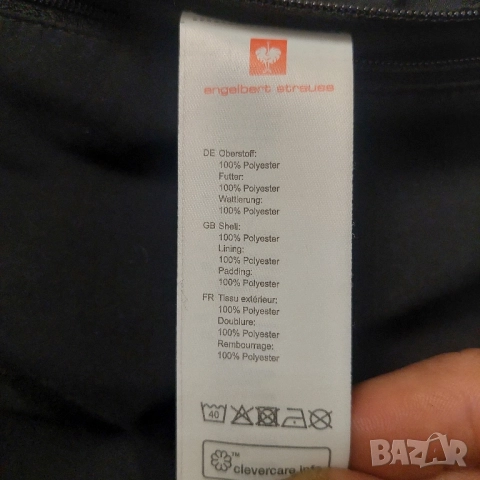 engelbert strauss
DE Oberstoff:
100% Polyester
Futter:
100% Polyester
Wattierung:
100% Polyester
GB Shell:
100% Polyester
Lining:
100% Polyester
Padding:
100% Polyester
FR Tissu extérieur:
100% Polyester
Doublure:
100% Polyester
Rembourrage:
100% Polyester
40
™ clevercare.info
BAZAR